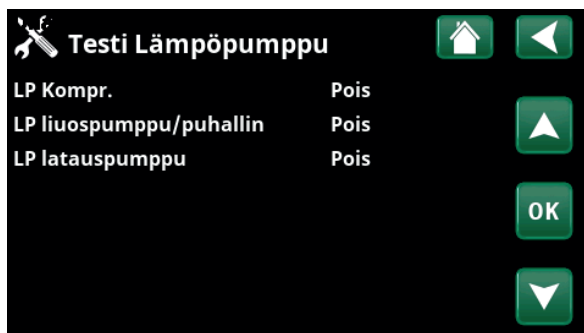 Testi Lämpöpumppu
LP Kompr. Pois
LP liuospumppu/puhallin Pois
LP latauspumppu Pois
OK